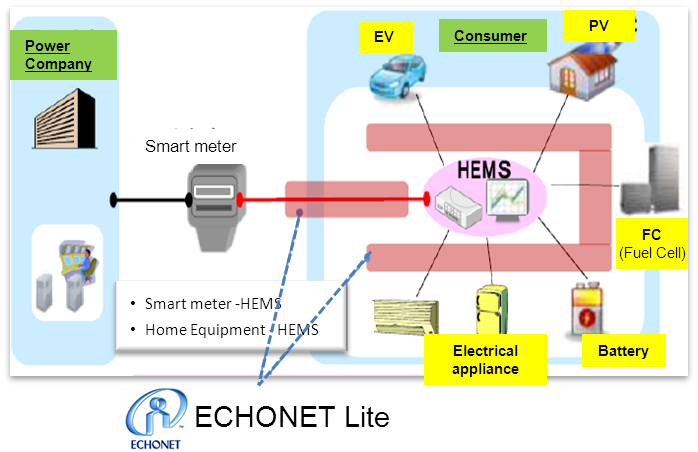 Power
Company
EV
Consumer
PV
Smart meter
HEMS
FC
(Fuel Cell)
• Smart meter -HEMS
• Home Equipment - HEMS
Electrical
appliance
Battery
ECHONET Lite
ECHONET